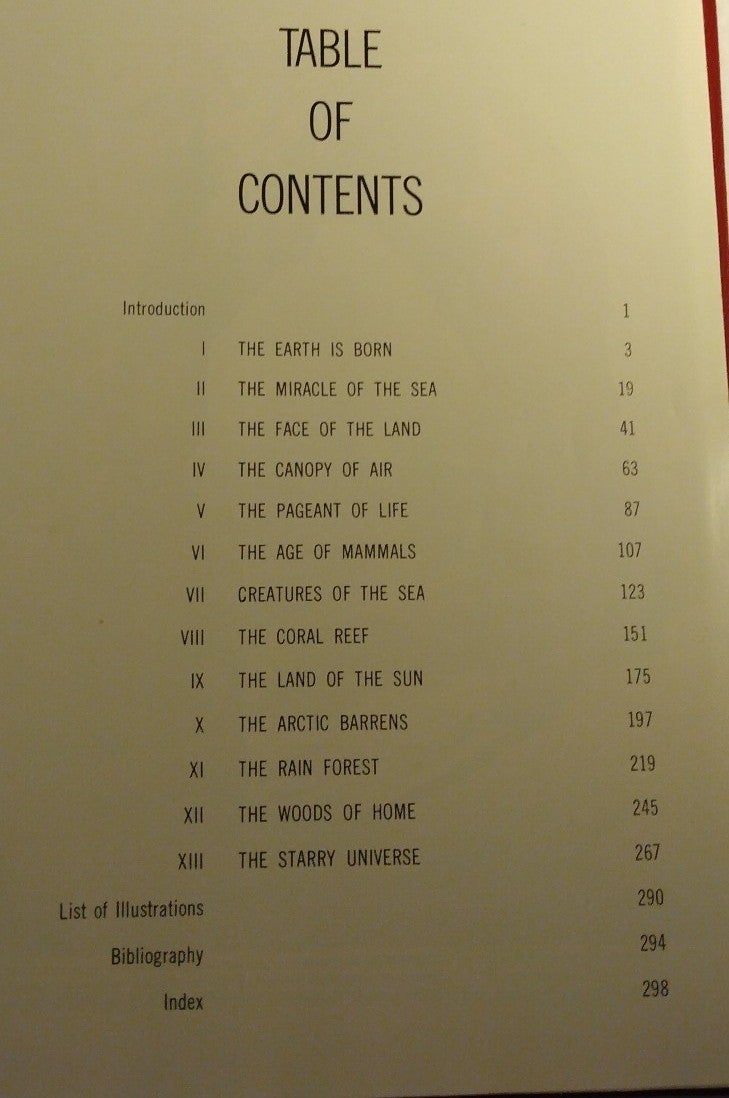 TABLE
OF
CONTENTS
Introduction 1
I THE EARTH IS BORN 3
II THE MIRACLE OF THE SEA 19
III THE FACE OF THE LAND 41
IV THE CANOPY OF AIR 63
V THE PAGEANT OF LIFE 87
VI THE AGE OF MAMMALS 107
VII CREATURES OF THE SEA 123
VIII THE CORAL REEF 151
IX THE LAND OF THE SUN 175
X THE ARCTIC BARRENS 197
XI THE RAIN FOREST 219
XII THE WOODS OF HOME 245
XIII THE STARRY UNIVERSE 267
List of Illustrations 290
Bibliography 294
Index 298